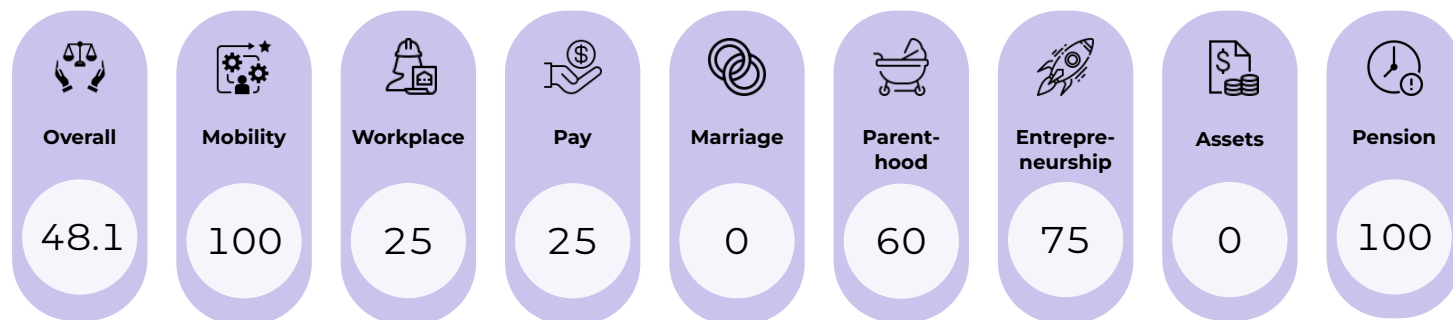 Overall
48.1
Mobility
100
Workplace
25
Pay
25
Marriage
0
Parent-
hood
60
Entrepre-
neurship
75
Assets
0
Pension
100